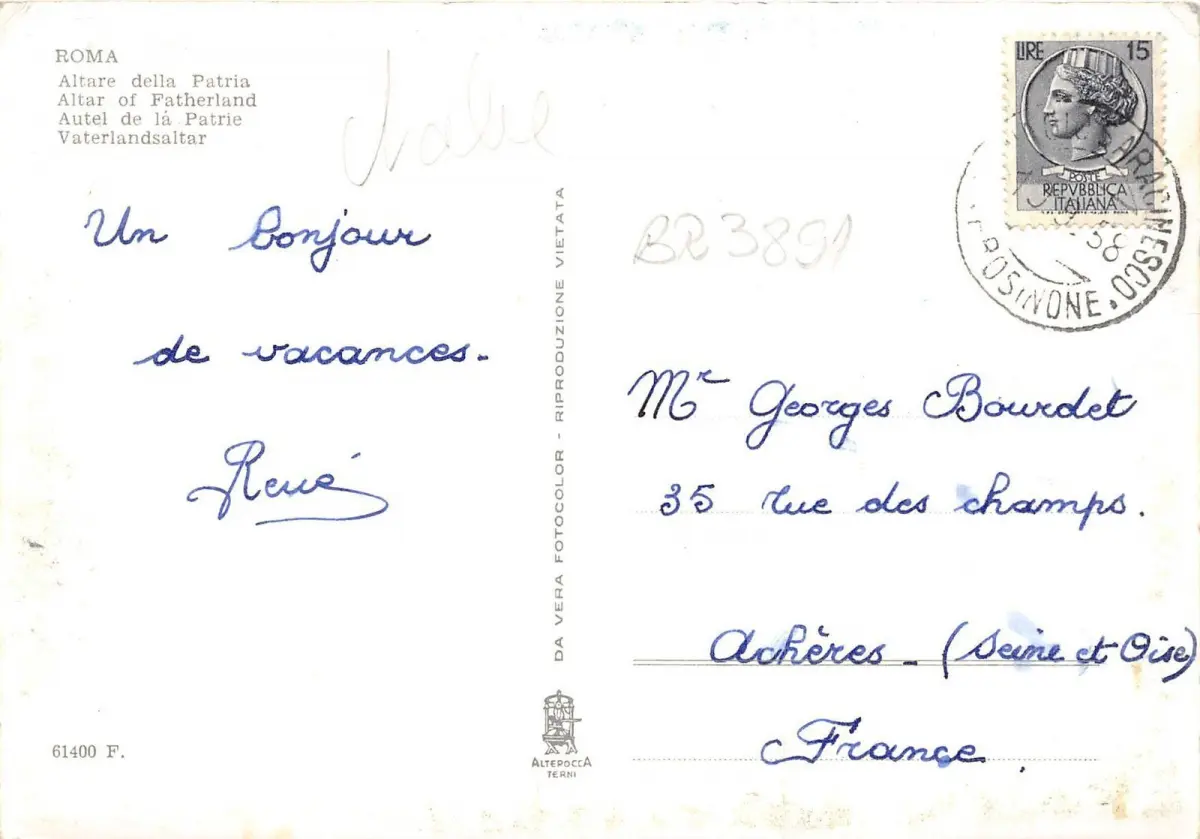 ROMA
Altare della Patria
Altar of Fatherland
Autel de là Patrie
Vaterlandsaltar
Un bonjour
de vacances.
René
61400 F.
DA VERA FOTOCOLOR - RIPRODUZIONE VIETATA
ALTEROCCA
TERNI
LIRE 15
POSTE
REPVBBLICA
ITALIANA
58
BR3891
Mr Georges Bourdet
35 rue des champs.
Achères - (Seine et Oise)
France.